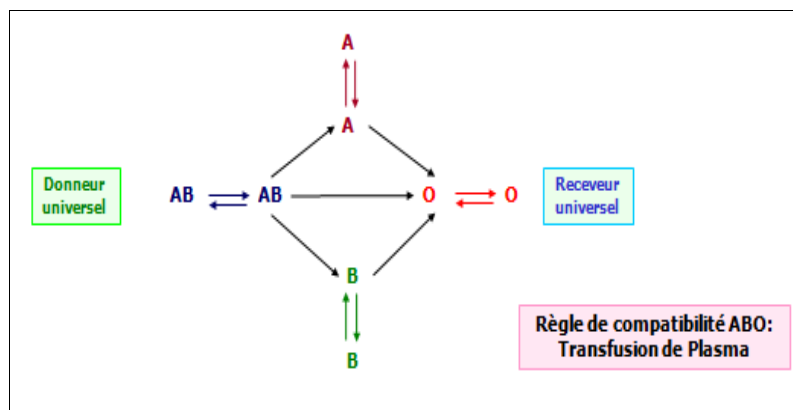 A
A
Donneur
universel
AB
AB
O
O
Receveur
universel
B
B
Règle de compatibilité ABO:
Transfusion de Plasma